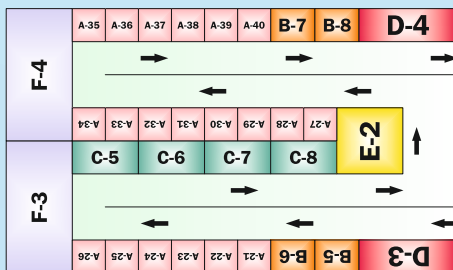 A-35 A-36 A-37 A-38 A-39 A-40 B-7 B-8 D-4
F-4
A-34 A-33 A-32 A-31 A-30 A-29 A-28 A-27
E-2
C-5 C-6 C-7 C-8
F-3
A-26 A-25 A-24 A-23 A-22 A-21 B-6 B-5 D-3